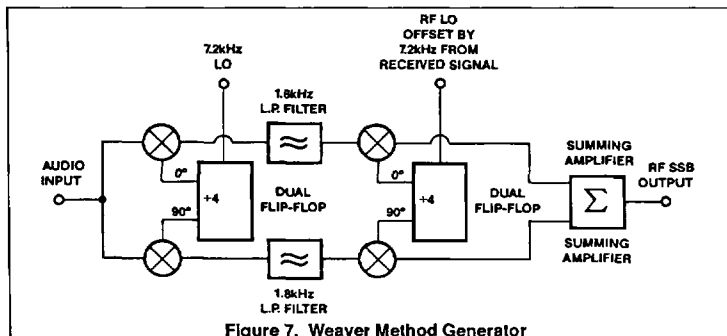 7.2kHz
LO
RF LO
OFFSET BY
7.2kHz FROM
RECEIVED SIGNAL
1.8kHz
L.P. FILTER
AUDIO
INPUT
0°
÷4
90°
DUAL
FLIP-FLOP
0°
÷4
90°
DUAL
FLIP-FLOP
SUMMING
AMPLIFIER
Σ
RF SSB
OUTPUT
SUMMING
AMPLIFIER
1.8kHz
L.P. FILTER
Figure 7. Weaver Method Generator